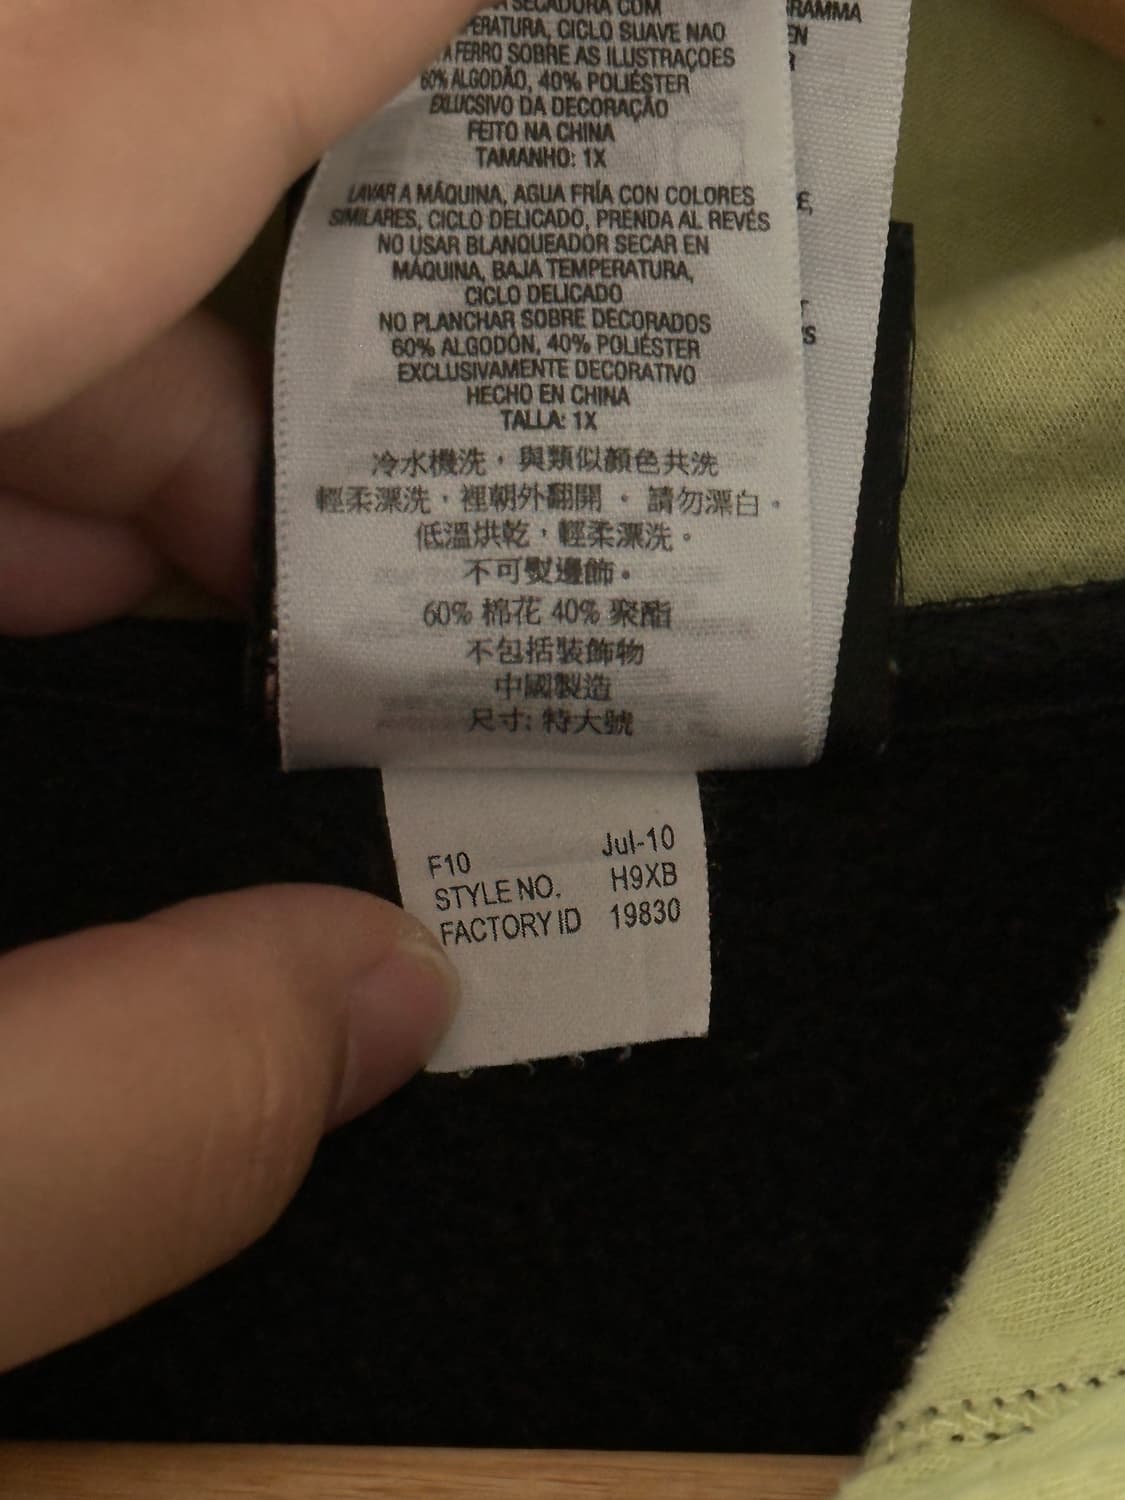 SECADORA COM
CICLO SUAVE NAO
FERRO SOBRE AS ILUSTRAÇOES
60% ALGODÃO, 40% POLIÉSTER
EXLUCSIVO DA DECORAÇÃO
FEITO NA CHINA
TAMANHO: 1X
LAVAR A MÁQUINA, AGUA FRÍA CON COLORES
SIMILARES, CICLO DELICADO, PRENDA AL REVÉS
NO USAR BLANQUEADOR SECAR EN
MÁQUINA, BAJA TEMPERATURA,
CICLO DELICADO
NO PLANCHAR SOBRE DECORADOS
60% ALGODÓN, 40% POLIÉSTER
EXCLUSIVAMENTE DECORATIVO
HECHO EN CHINA
TALLA: 1X
冷水機洗，與類似顏色共洗
輕柔漂洗，裡朝外翻開。請勿漂白。
低溫烘乾，輕柔漂洗。
不可熨邊飾。
60% 棉花 40% 聚酯
不包括裝飾物
中國製造
尺寸: 特大號
F10 Jul-10
STYLE NO. H9XB
FACTORY ID 19830